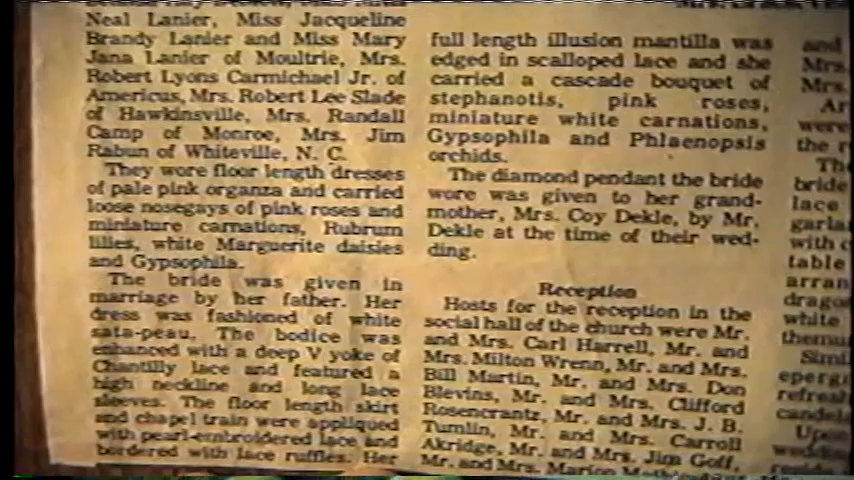 Neal Lanier, Miss Jacqueline
Brandy Lanier and Miss Mary
Jana Lanier of Moultrie, Mrs.
Robert Lyons Carmichael Jr. of
Americus, Mrs. Robert Lee Slade
of Hawkinsville, Mrs. Randall
Camp of Monroe, Mrs. Jim
Rabun of Whiteville, N. C.
They wore floor length dresses
of pale pink organza and carried
loose nosegays of pink roses and
miniature carnations, Rubrum
lilies, white Marguerite daisies
and Gypsophila.
The bride was given in
marriage by her father. Her
dress was fashioned of white
sata-peau. The bodice was
enhanced with a deep V yoke of
Chantilly lace and featured a
high neckline and long lace
sleeves. The floor length skirt
and chapel train were appliqued
with pearl-embroidered lace and
bordered with lace ruffles. Her
full length illusion mantilla was
edged in scalloped lace and she
carried a cascade bouquet of
stephanotis, pink roses,
miniature white carnations,
Gypsophila and Phlaenopsis
orchids.
The diamond pendant the bride
wore was given to her grand-
mother, Mrs. Coy Dekle, by Mr.
Dekle at the time of their wed-
ding.
Reception
Hosts for the reception in the
social hall of the church were Mr.
and Mrs. Carl Harrell, Mr. and
Mrs. Milton Wrenn, Mr. and Mrs.
Bill Martin, Mr. and Mrs. Don
Blevins, Mr. and Mrs. Clifford
Rosencrantz, Mr. and Mrs. J. B.
Tumlin, Mr. and Mrs. Carroll
Akridge, Mr. and Mrs. Jim Goff,
Mr. and Mrs. Marion
and
Mrs.
Mrs.
were
the
The
bride
lace
with
table
white